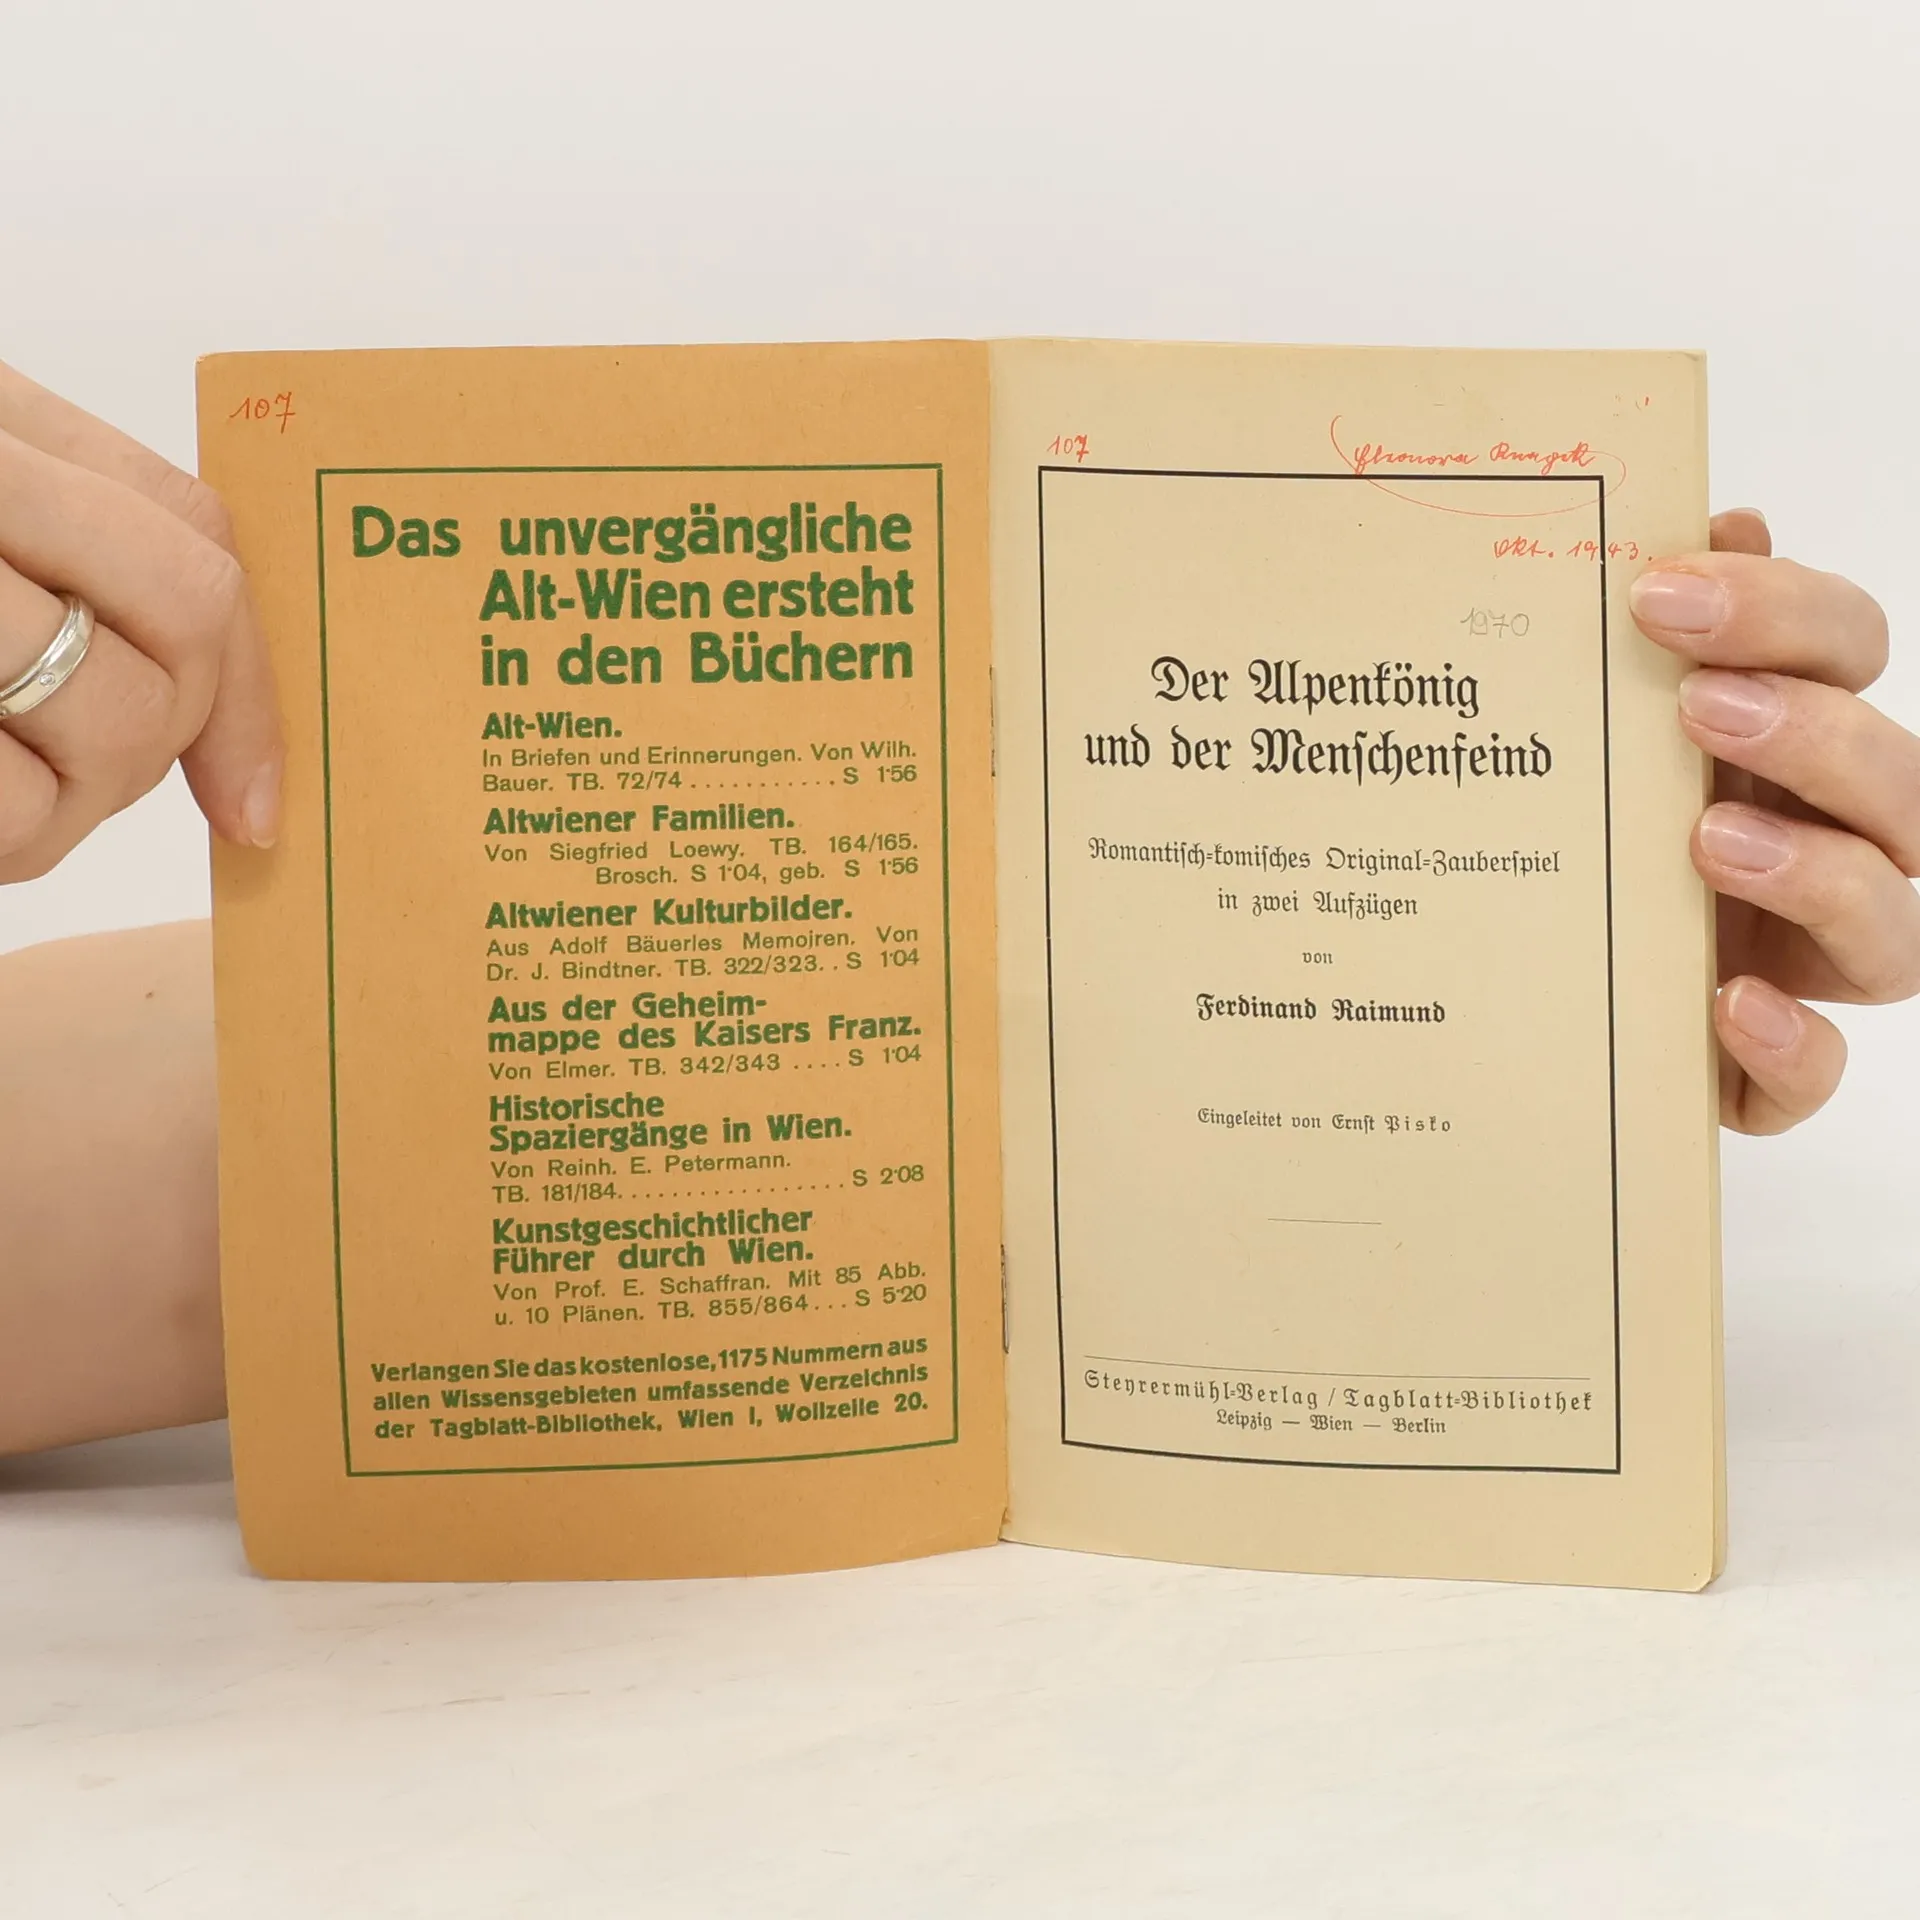 107
Das unvergängliche
Alt-Wien ersteht
in den Büchern
Alt-Wien.
In Briefen und Erinnerungen. Von Wilh.
Bauer. TB. 72/74 ........... S 1·56
Altwiener Familien.
Von Siegfried Loewy. TB. 164/165.
Brosch. S 1·04, geb. S 1·56
Altwiener Kulturbilder.
Aus Adolf Bäuerles Memoiren. Von
Dr. J. Bindtner. TB. 322/323. . S 1·04
Aus der Geheim-
mappe des Kaisers Franz.
Von Elmer. TB. 342/343 .... S 1·04
Historische
Spaziergänge in Wien.
Von Reinh. E. Petermann.
TB. 181/184. ................ S 2·08
Kunstgeschichtlicher
Führer durch Wien.
Von Prof. E. Schaffran. Mit 85 Abb.
u. 10 Plänen. TB. 855/864... S 5·20
Verlangen Sie das kostenlose, 1175 Nummern aus
allen Wissensgebieten umfassende Verzeichnis
der Tagblatt-Bibliothek, Wien I, Wollzeile 20.
107
Eleonora
Okt. 1943.
1970
Der Alpenkönig
und der Menſchenfeind
Romantiſch-komiſches Original-Zauberſpiel
in zwei Aufzügen
von
Ferdinand Raimund
Eingeleitet von Ernſt Pisko
Steyrermühl-Verlag / Tagblatt-Bibliothek
Leipzig — Wien — Berlin